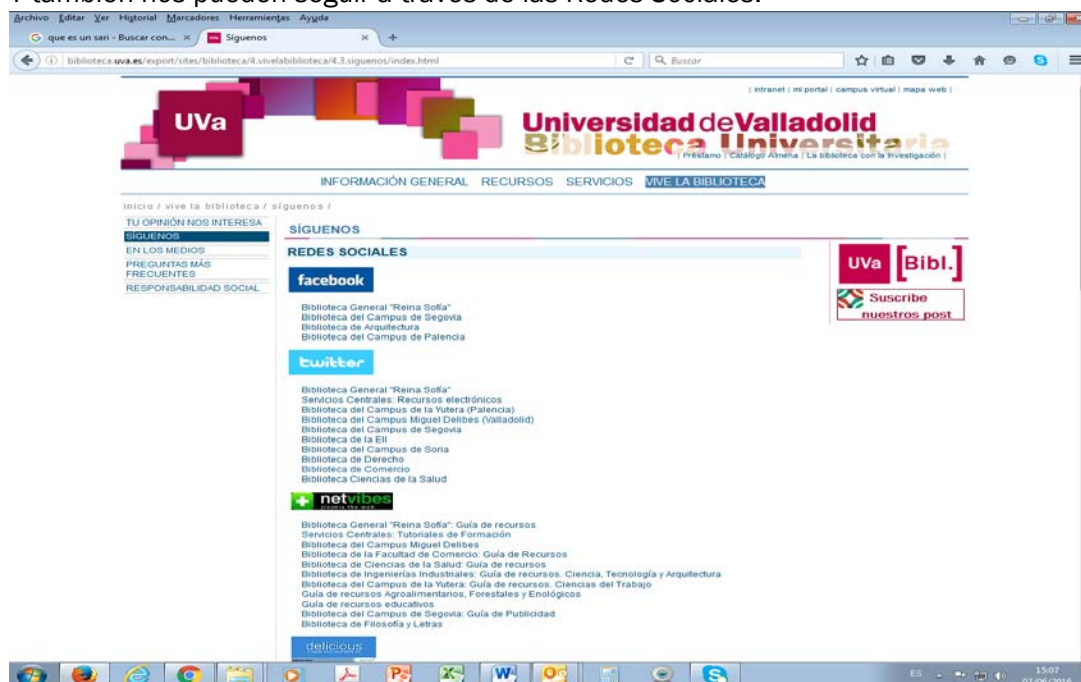 Y también nos pueden seguir a través de las Redes Sociales.
Archivo Editar Ver Historial Marcadores Herramientas Ayuda
que es un sari - Buscar con...
Síguenos
biblioteca.uva.es/export/sites/biblioteca/4.vivelabiblioteca/4.3.siguenos/index.html
Buscar
| intranet | mi portal | campus virtual | mapa web |
UVa
Universidad de Valladolid
Biblioteca Universitaria
| Préstamo | Catálogo Almena | La biblioteca con la investigación |
INFORMACIÓN GENERAL RECURSOS SERVICIOS VIVE LA BIBLIOTECA
inicio / vive la biblioteca / síguenos /
TU OPINIÓN NOS INTERESA
SÍGUENOS
EN LOS MEDIOS
PREGUNTAS MÁS
FRECUENTES
RESPONSABILIDAD SOCIAL
SÍGUENOS
REDES SOCIALES
facebook
Biblioteca General "Reina Sofía"
Biblioteca del Campus de Segovia
Biblioteca de Arquitectura
Biblioteca del Campus de Palencia
twitter
Biblioteca General "Reina Sofía"
Servicios Centrales: Recursos electrónicos
Biblioteca del Campus de la Yutera (Palencia)
Biblioteca del Campus Miguel Delibes (Valladolid)
Biblioteca del Campus de Segovia
Biblioteca de la EII
Biblioteca del Campus de Soria
Biblioteca de Derecho
Biblioteca de Comercio
Biblioteca Ciencias de la Salud
netvibes
Biblioteca General "Reina Sofía": Guía de recursos
Servicios Centrales: Tutoriales de Formación
Biblioteca del Campus Miguel Delibes
Biblioteca de la Facultad de Comercio: Guía de Recursos
Biblioteca de Ciencias de la Salud: Guía de recursos
Biblioteca de Ingenierías Industriales: Guía de recursos. Ciencia, Tecnología y Arquitectura
Biblioteca del Campus de la Yutera: Guía de recursos. Ciencias del Trabajo
Guía de recursos Agroalimentarios, Forestales y Enológicos
Guía de recursos educativos
Biblioteca del Campus de Segovia: Guía de Publicidad
Biblioteca de Filosofía y Letras
delicious
UVa [Bibl.]
Suscribe
nuestros post
ES
15:07
07/06/2016